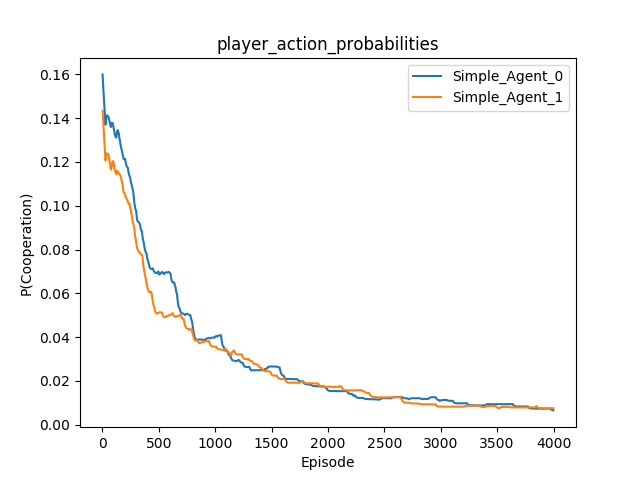 player_action_probabilities
Simple_Agent_0
Simple_Agent_1
P(Cooperation)
0.16
0.14
0.12
0.10
0.08
0.06
0.04
0.02
0.00
0 500 1000 1500 2000 2500 3000 3500 4000
Episode